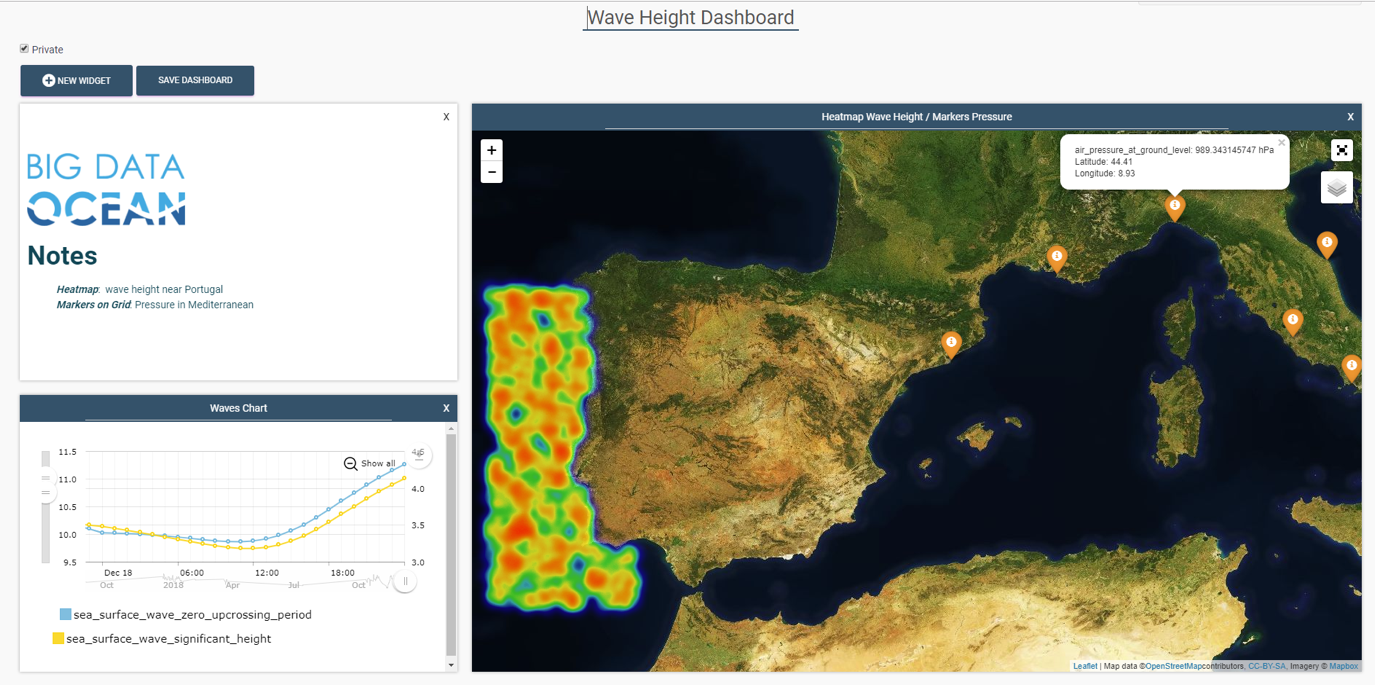 Wave Height Dashboard
Private
NEW WIDGET
SAVE DASHBOARD
X
BIG DATA
OCEAN
Notes
Heatmap: wave height near Portugal
Markers on Grid: Pressure in Mediterranean
Waves Chart
X
Show all
11.5
11.0
10.5
10.0
9.5
4.5
4.0
3.5
3.0
Dec 18 06:00 12:00 18:00
Oct 2018 Apr Jul Oct
sea_surface_wave_zero_upcrossing_period
sea_surface_wave_significant_height
Heatmap Wave Height / Markers Pressure
X
+
−
air_pressure_at_ground_level: 989.343145747 hPa
Latitude: 44.41
Longitude: 8.93
×
Leaflet | Map data ©OpenStreetMapcontributors, CC-BY-SA, Imagery © Mapbox